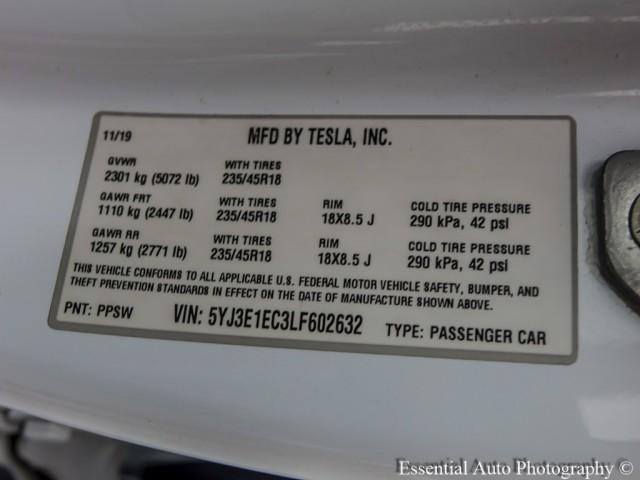 11/19 MFD BY TESLA, INC.
GVWR WITH TIRES
2301 kg (5072 lb) 235/45R18
GAWR FRT WITH TIRES RIM COLD TIRE PRESSURE
1110 kg (2447 lb) 235/45R18 18X8.5 J 290 kPa, 42 psi
GAWR RR WITH TIRES RIM COLD TIRE PRESSURE
1257 kg (2771 lb) 235/45R18 18X8.5 J 290 kPa, 42 psi
THIS VEHICLE CONFORMS TO ALL APPLICABLE U.S. FEDERAL MOTOR VEHICLE SAFETY, BUMPER, AND
THEFT PREVENTION STANDARDS IN EFFECT ON THE DATE OF MANUFACTURE SHOWN ABOVE.
PNT: PPSW VIN: 5YJ3E1EC3LF602632 TYPE: PASSENGER CAR
Essential Auto Photography ©